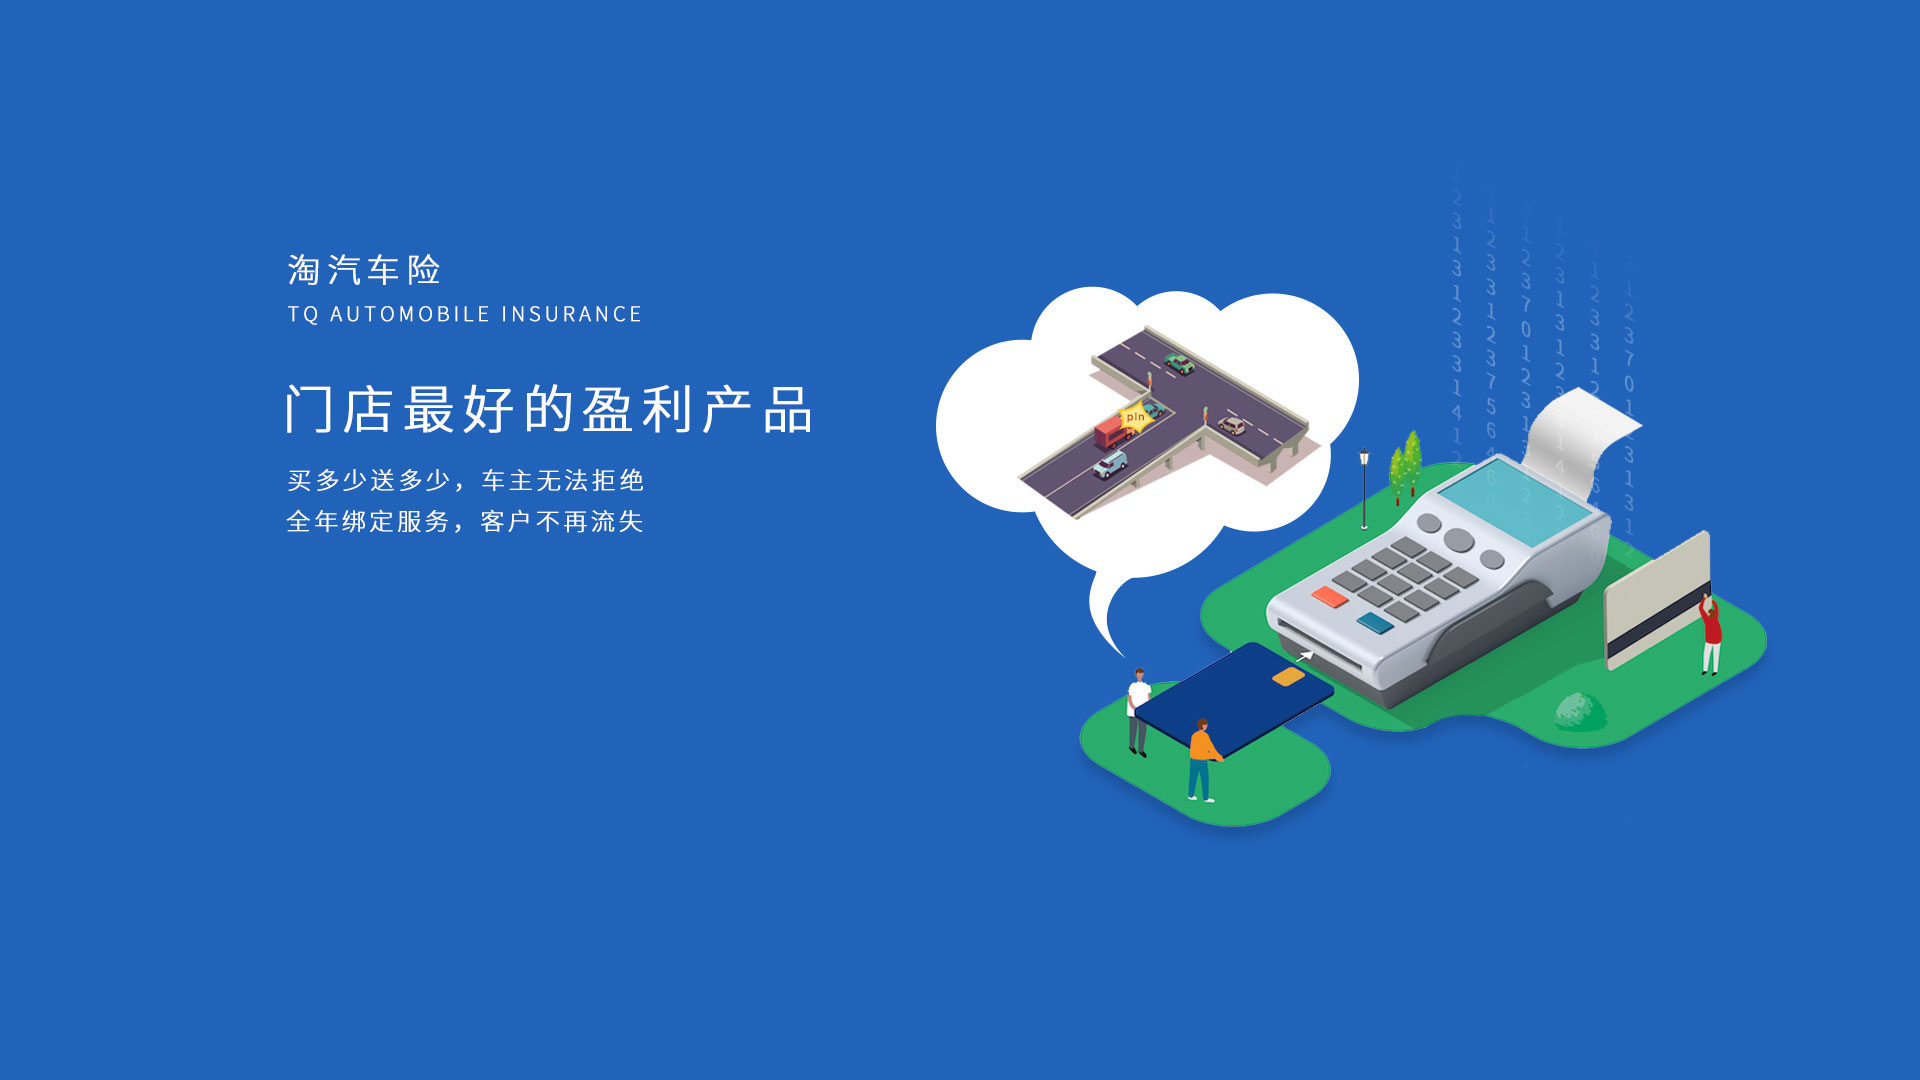 淘汽车险
TQ AUTOMOBILE INSURANCE
门店最好的盈利产品
买多少送多少，车主无法拒绝
全年绑定服务，客户不再流失
pin